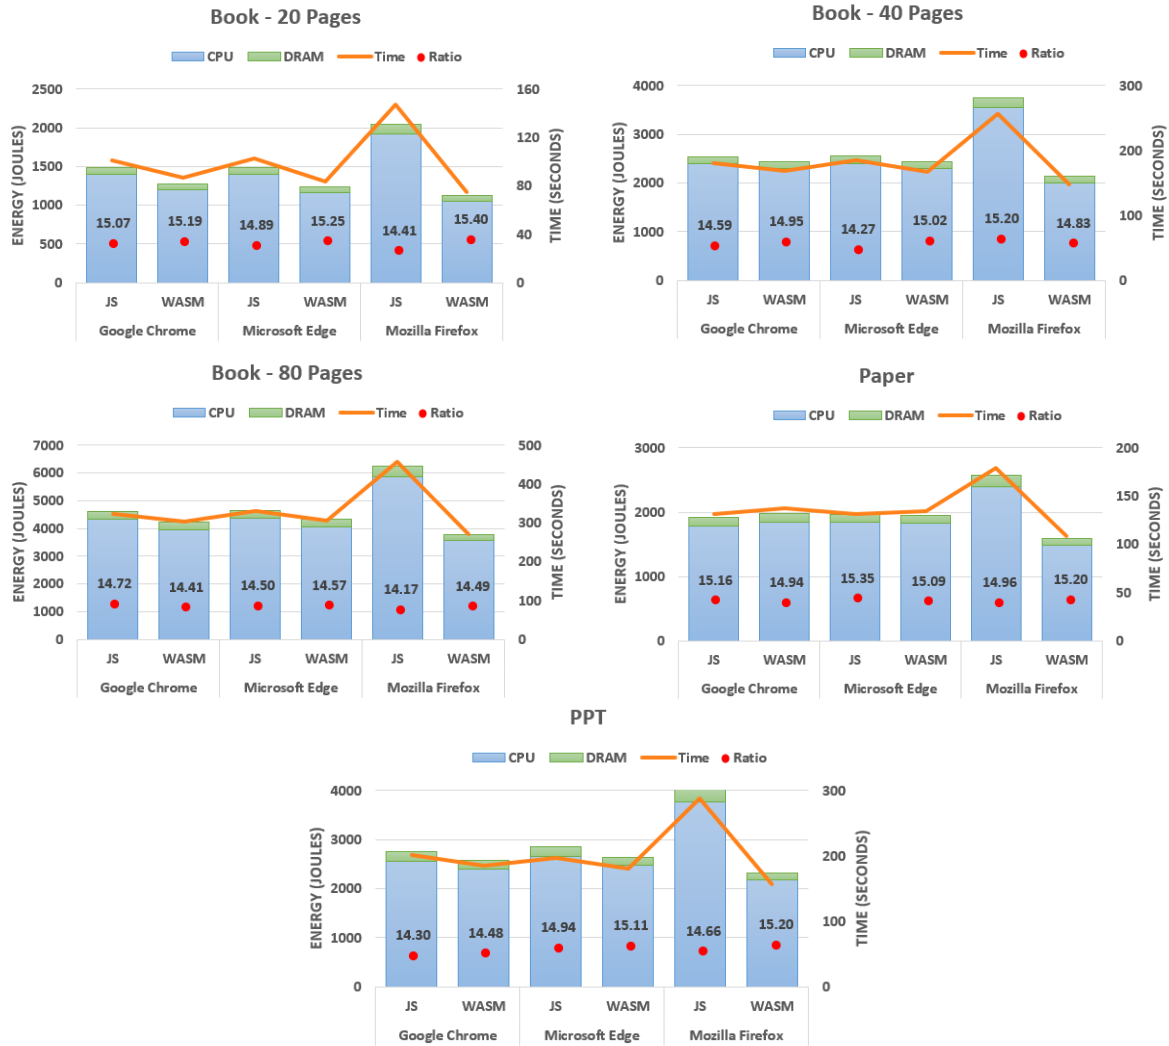 Book - 20 Pages
CPU DRAM Time Ratio
ENERGY (JOULES)
2500
2000
1500
1000
500
0
160
120
80
40
0
TIME (SECONDS)
15.07 15.19 14.89 15.25 14.41 15.40
JS WASM JS WASM JS WASM
Google Chrome Microsoft Edge Mozilla Firefox
Book - 40 Pages
CPU DRAM Time Ratio
ENERGY (JOULES)
4000
3000
2000
1000
0
300
200
100
0
TIME (SECONDS)
14.59 14.95 14.27 15.02 15.20 14.83
JS WASM JS WASM JS WASM
Google Chrome Microsoft Edge Mozilla Firefox
Book - 80 Pages
CPU DRAM Time Ratio
ENERGY (JOULES)
7000
6000
5000
4000
3000
2000
1000
0
500
400
300
200
100
0
TIME (SECONDS)
14.72 14.41 14.50 14.57 14.17 14.49
JS WASM JS WASM JS WASM
Google Chrome Microsoft Edge Mozilla Firefox
Paper
CPU DRAM Time Ratio
ENERGY (JOULES)
3000
2000
1000
0
200
150
100
50
0
TIME (SECONDS)
15.16 14.94 15.35 15.09 14.96 15.20
JS WASM JS WASM JS WASM
Google Chrome Microsoft Edge Mozilla Firefox
PPT
CPU DRAM Time Ratio
ENERGY (JOULES)
4000
3000
2000
1000
0
300
200
100
0
TIME (SECONDS)
14.30 14.48 14.94 15.11 14.66 15.20
JS WASM JS WASM JS WASM
Google Chrome Microsoft Edge Mozilla Firefox